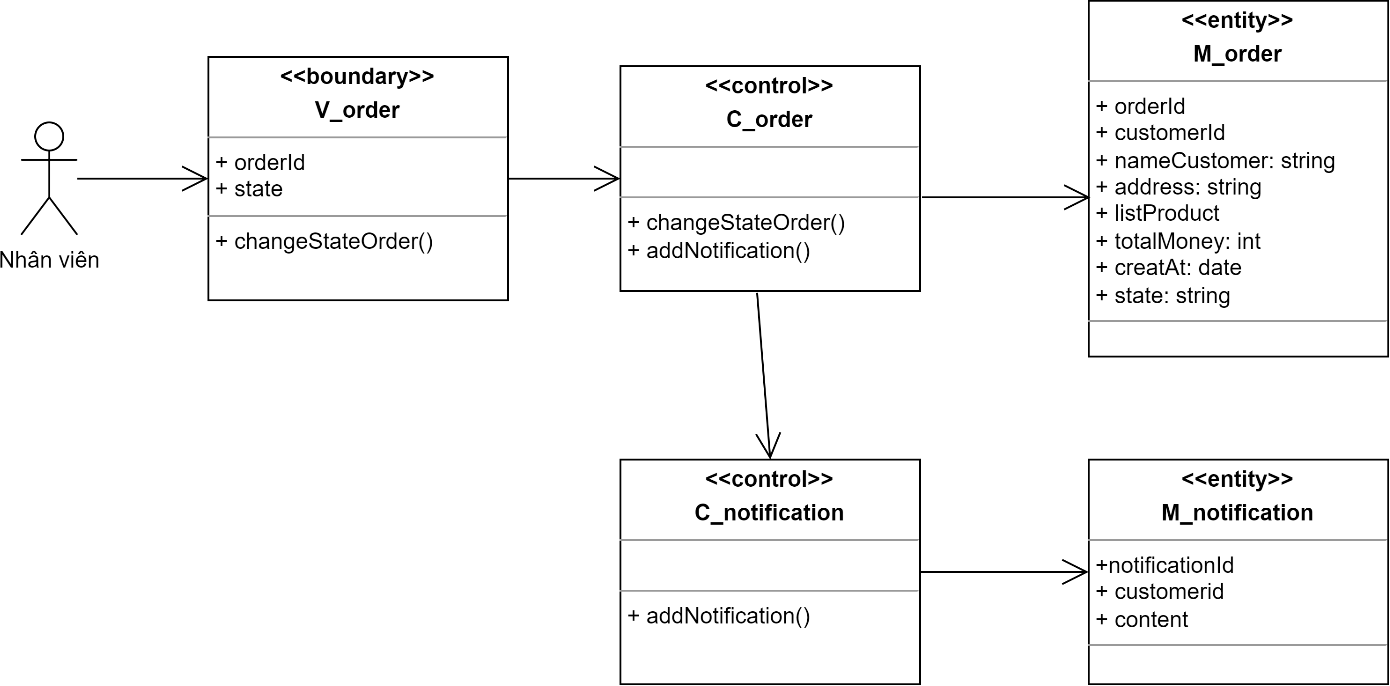 Nhân viên
<<boundary>>
V_order
+ orderId
+ state
+ changeStateOrder()
<<control>>
C_order
+ changeStateOrder()
+ addNotification()
<<entity>>
M_order
+ orderId
+ customerId
+ nameCustomer: string
+ address: string
+ listProduct
+ totalMoney: int
+ creatAt: date
+ state: string
<<control>>
C_notification
+ addNotification()
<<entity>>
M_notification
+notificationId
+ customerid
+ content